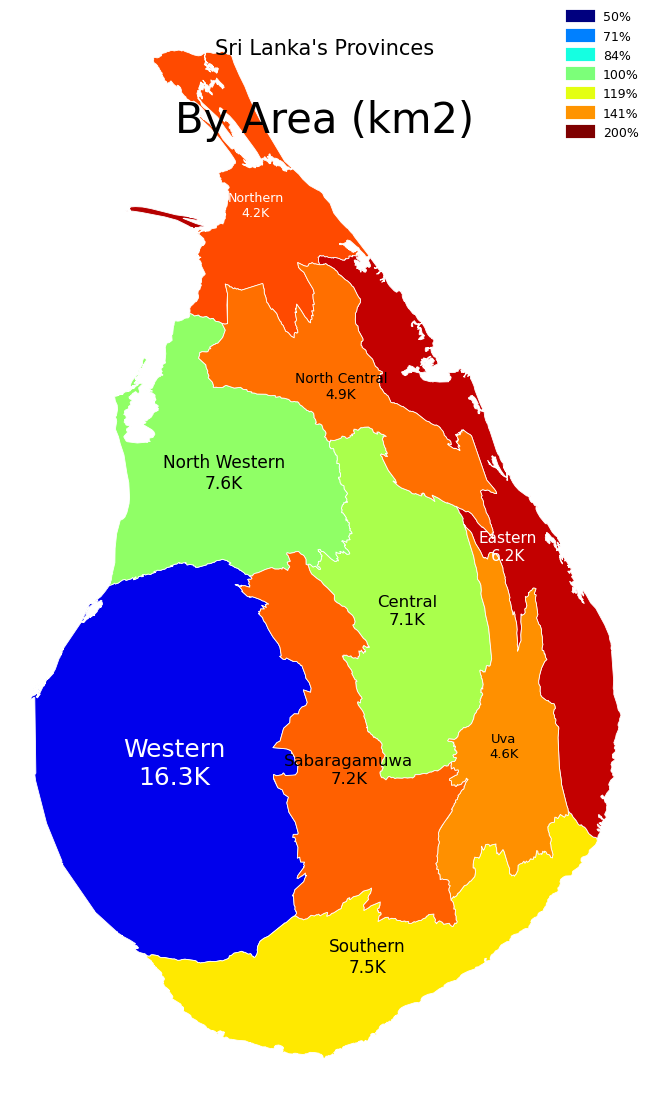 Sri Lanka's Provinces
By Area (km2)
50%
71%
84%
100%
119%
141%
200%
Northern
4.2K
North Central
4.9K
North Western
7.6K
Eastern
6.2K
Central
7.1K
Western
16.3K
Sabaragamuwa
7.2K
Uva
4.6K
Southern
7.5K